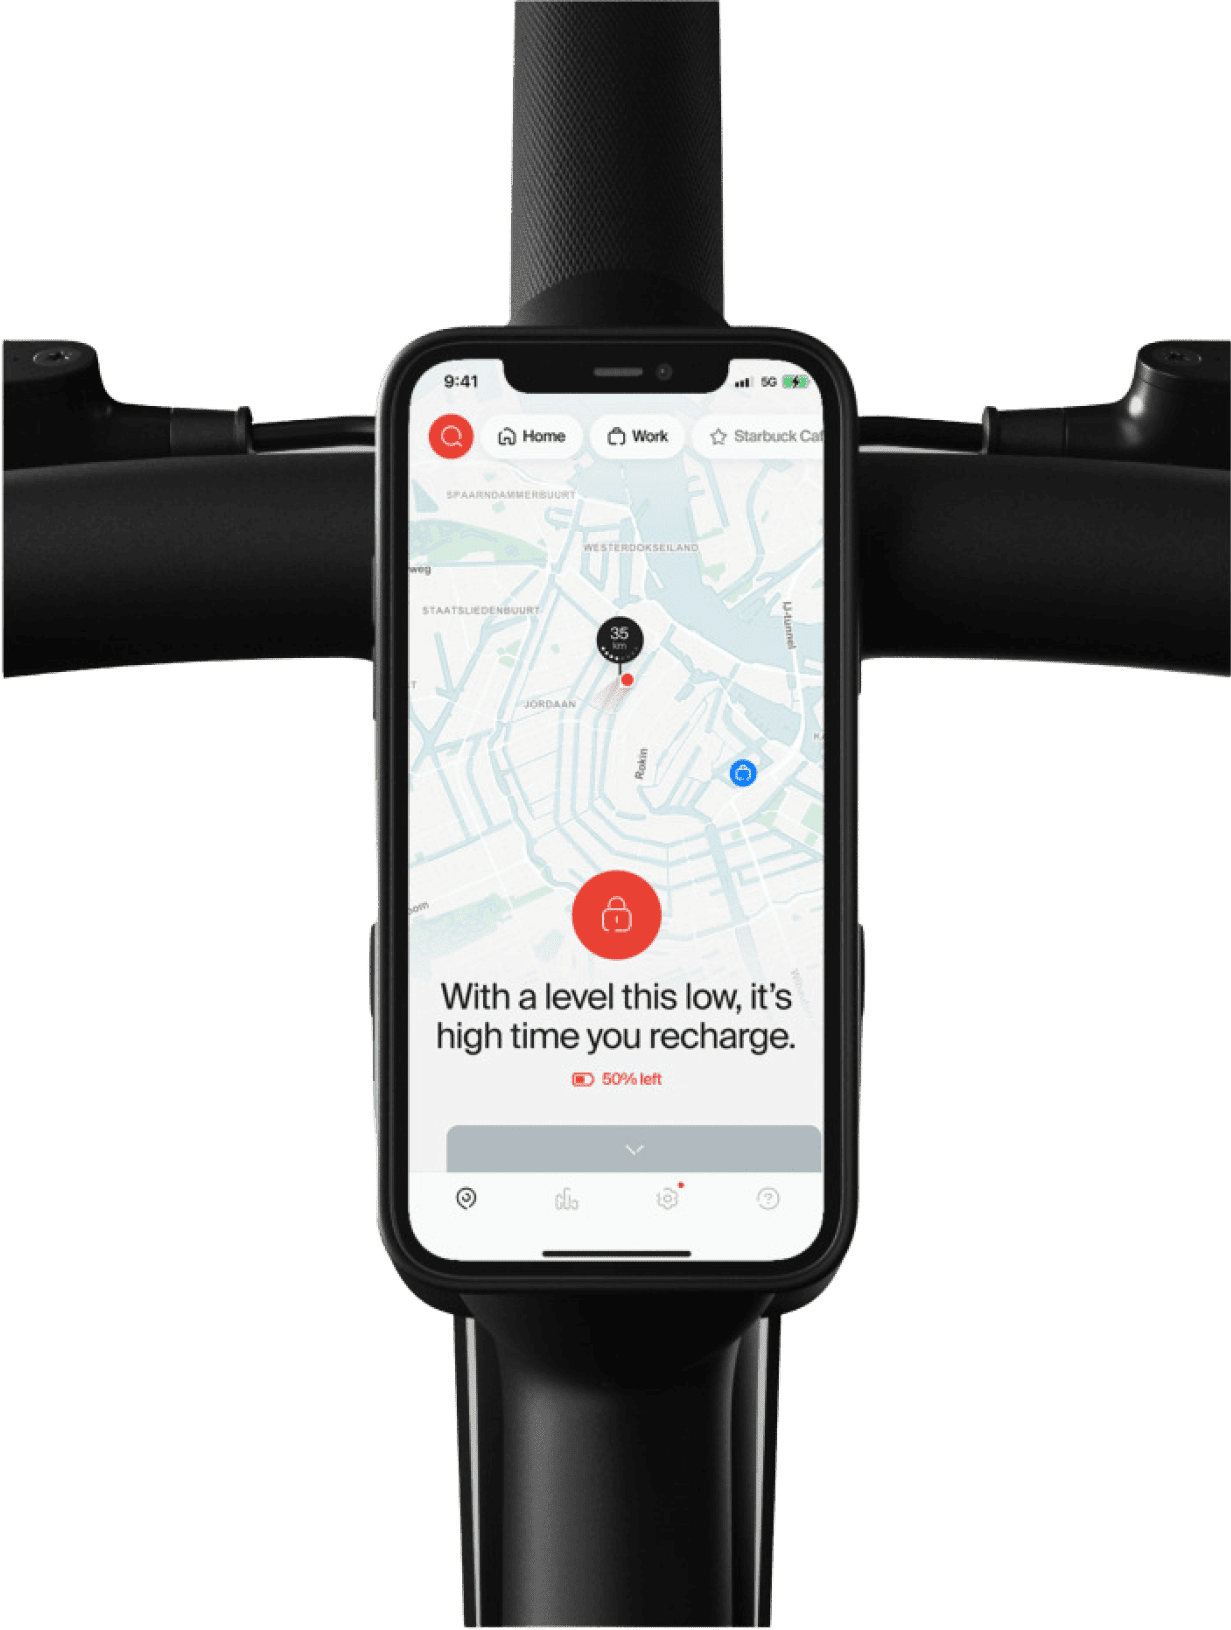 9:41
5G
Home
Work
Starbuck Caf
SPAARNDAMMERBUURT
WESTERDOKSEILAND
weg
STAATSLIEDENBUURT
IJ-tunnel
35
km
T
JORDAAN
Rokin
K
oom
With a level this low, it's
high time you recharge.
50% left